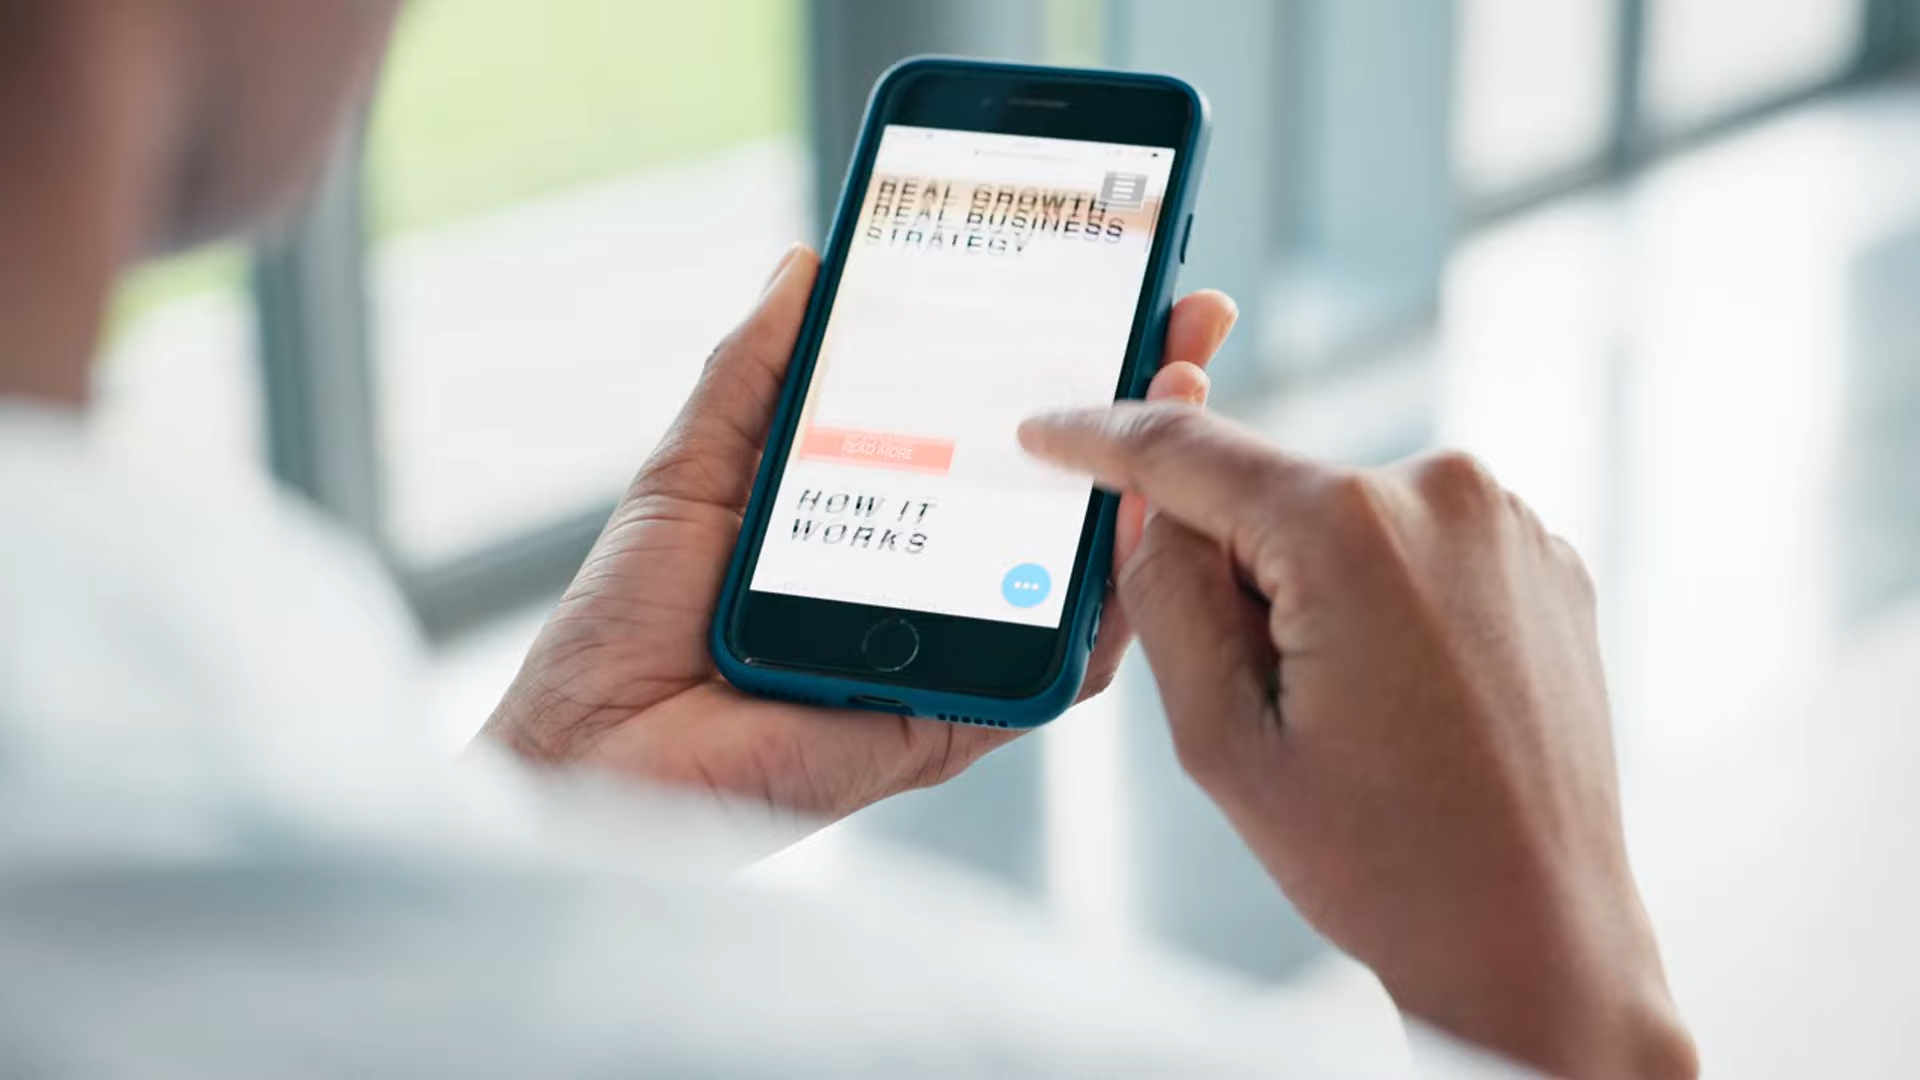 REAL GROWTH
REAL BUSINESS
STRATEGY
READ MORE
HOW IT
WORKS